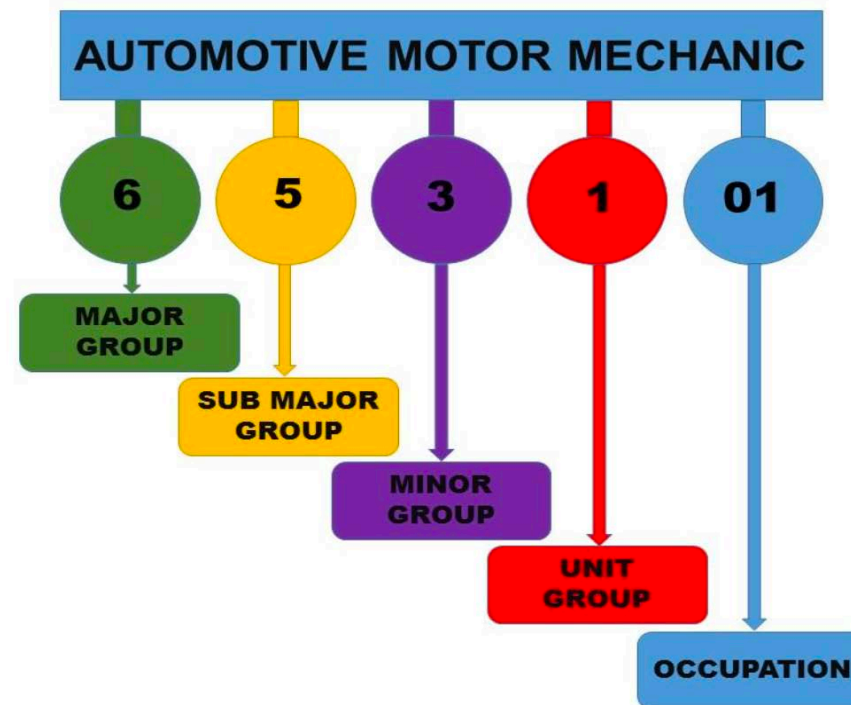 AUTOMOTIVE MOTOR MECHANIC
6
5
3
1
01
MAJOR
GROUP
SUB MAJOR
GROUP
MINOR
GROUP
UNIT
GROUP
OCCUPATION